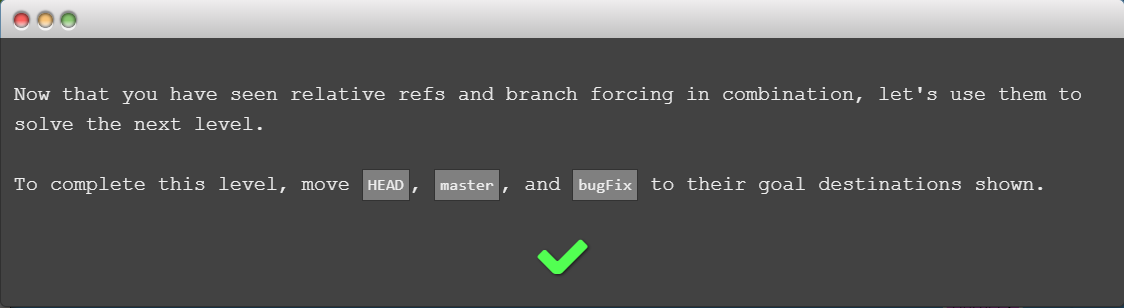 Now that you have seen relative refs and branch forcing in combination, let's use them to
solve the next level.
To complete this level, move HEAD, master, and bugFix to their goal destinations shown.